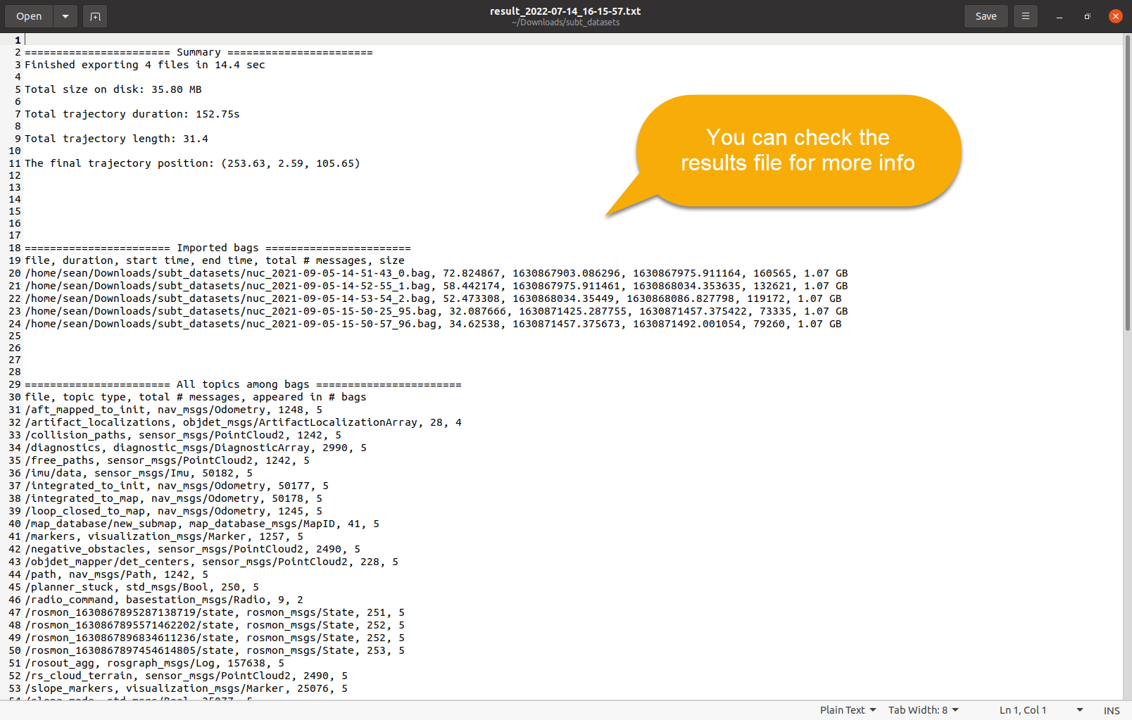 Open
result_2022-07-14_16-15-57.txt
~/Downloads/subt_datasets
Save
1
2 ======================= Summary =======================
3 Finished exporting 4 files in 14.4 sec
4
5 Total size on disk: 35.80 MB
6
7 Total trajectory duration: 152.75s
8
9 Total trajectory length: 31.4
10
11 The final trajectory position: (253.63, 2.59, 105.65)
12
13
14
15
16
17
18 ======================= Imported bags =======================
19 file, duration, start time, end time, total # messages, size
20 /home/sean/Downloads/subt_datasets/nuc_2021-09-05-14-51-43_0.bag, 72.824867, 1630867903.086296, 1630867975.911164, 160565, 1.07 GB
21 /home/sean/Downloads/subt_datasets/nuc_2021-09-05-14-52-55_1.bag, 58.442174, 1630867975.911461, 1630868034.353635, 132621, 1.07 GB
22 /home/sean/Downloads/subt_datasets/nuc_2021-09-05-14-53-54_2.bag, 52.473308, 1630868034.35449, 1630868086.827798, 119172, 1.07 GB
23 /home/sean/Downloads/subt_datasets/nuc_2021-09-05-15-50-25_95.bag, 32.087666, 1630871425.287755, 1630871457.375422, 73335, 1.07 GB
24 /home/sean/Downloads/subt_datasets/nuc_2021-09-05-15-50-57_96.bag, 34.62538, 1630871457.375673, 1630871492.001054, 79260, 1.07 GB
25
26
27
28
29 ======================= All topics among bags =======================
30 file, topic type, total # messages, appeared in # bags
31 /aft_mapped_to_init, nav_msgs/Odometry, 1248, 5
32 /artifact_localizations, objdet_msgs/ArtifactLocalizationArray, 28, 4
33 /collision_paths, sensor_msgs/PointCloud2, 1242, 5
34 /diagnostics, diagnostic_msgs/DiagnosticArray, 2990, 5
35 /free_paths, sensor_msgs/PointCloud2, 1242, 5
36 /imu/data, sensor_msgs/Imu, 50182, 5
37 /integrated_to_init, nav_msgs/Odometry, 50177, 5
38 /integrated_to_map, nav_msgs/Odometry, 50178, 5
39 /loop_closed_to_map, nav_msgs/Odometry, 1245, 5
40 /map_database/new_submap, map_database_msgs/MapID, 41, 5
41 /markers, visualization_msgs/Marker, 1257, 5
42 /negative_obstacles, sensor_msgs/PointCloud2, 2490, 5
43 /objdet_mapper/det_centers, sensor_msgs/PointCloud2, 228, 5
44 /path, nav_msgs/Path, 1242, 5
45 /planner_stuck, std_msgs/Bool, 250, 5
46 /radio_command, basestation_msgs/Radio, 9, 2
47 /rosmon_1630867895287138719/state, rosmon_msgs/State, 251, 5
48 /rosmon_1630867895571462202/state, rosmon_msgs/State, 252, 5
49 /rosmon_1630867896834611236/state, rosmon_msgs/State, 252, 5
50 /rosmon_1630867897454614805/state, rosmon_msgs/State, 253, 5
51 /rosout_agg, rosgraph_msgs/Log, 157638, 5
52 /rs_cloud_terrain, sensor_msgs/PointCloud2, 2490, 5
53 /slope_markers, visualization_msgs/Marker, 25076, 5
You can check the
results file for more info
Plain Text
Tab Width: 8
Ln 1, Col 1
INS